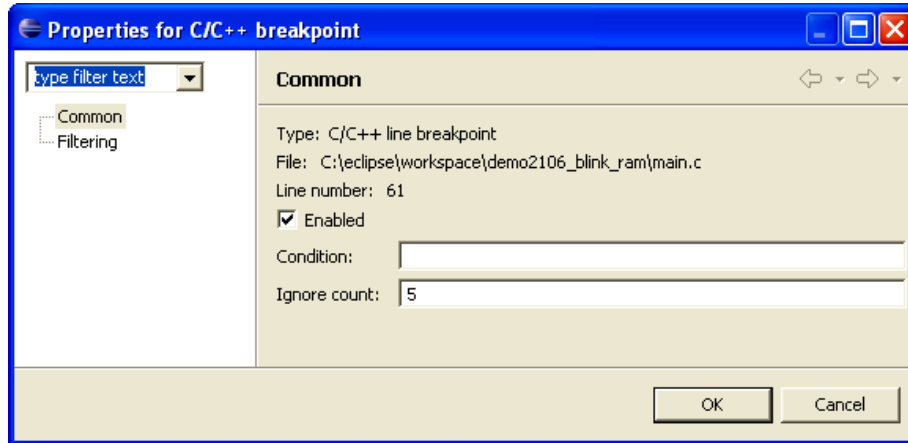 Properties for C/C++ breakpoint
type filter text
Common
Filtering
Common
Type: C/C++ line breakpoint
File: C:\eclipse\workspace\demo2106_blink_ram\main.c
Line number: 61
Enabled
Condition:
Ignore count: 5
OK Cancel